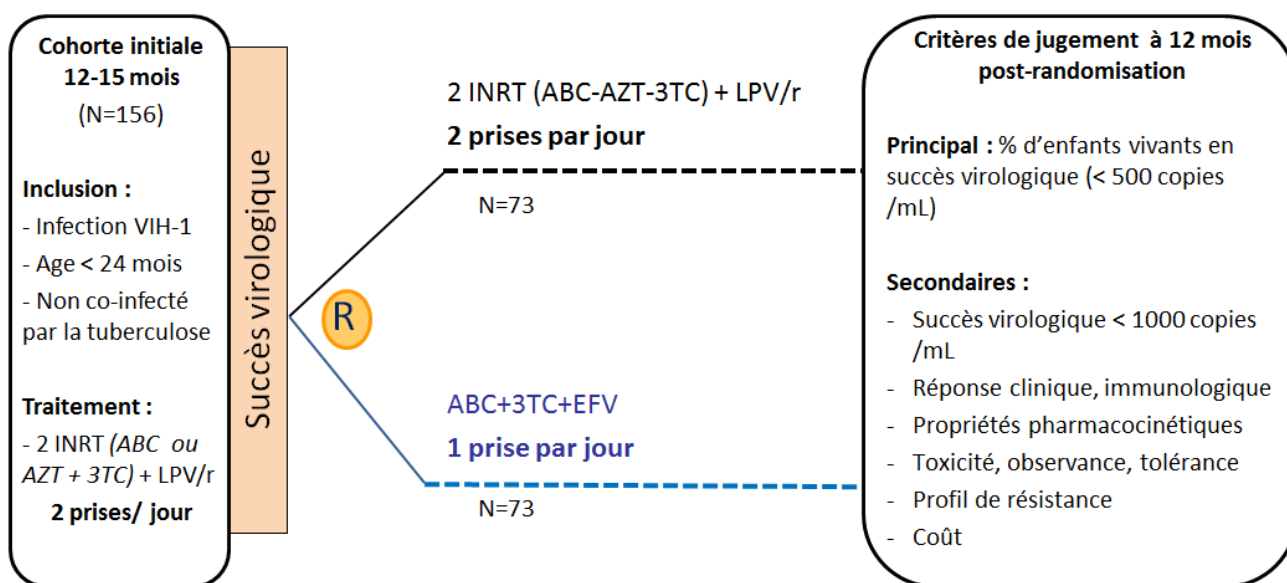 Cohorte initiale
12-15 mois
(N=156)
Inclusion :
- Infection VIH-1
- Age < 24 mois
- Non co-infecté
par la tuberculose
Traitement :
- 2 INRT (ABC ou
AZT + 3TC) + LPV/r
2 prises/ jour
Succès virologique
R
2 INRT (ABC-AZT-3TC) + LPV/r
2 prises par jour
N=73
ABC+3TC+EFV
1 prise par jour
N=73
Critères de jugement à 12 mois
post-randomisation
Principal : % d’enfants vivants en
succès virologique (< 500 copies
/mL)
Secondaires :
- Succès virologique < 1000 copies
/mL
- Réponse clinique, immunologique
- Propriétés pharmacocinétiques
- Toxicité, observance, tolérance
- Profil de résistance
- Coût